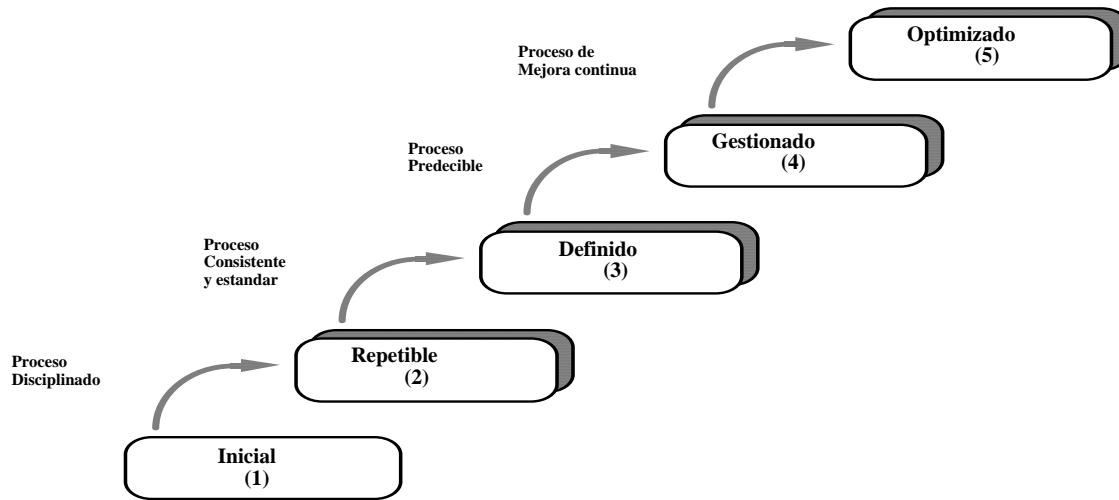 Optimizado
(5)
Proceso de
Mejora continua
Gestionado
(4)
Proceso
Predecible
Definido
(3)
Proceso
Consistente
y estandar
Repetible
(2)
Proceso
Disciplinado
Inicial
(1)